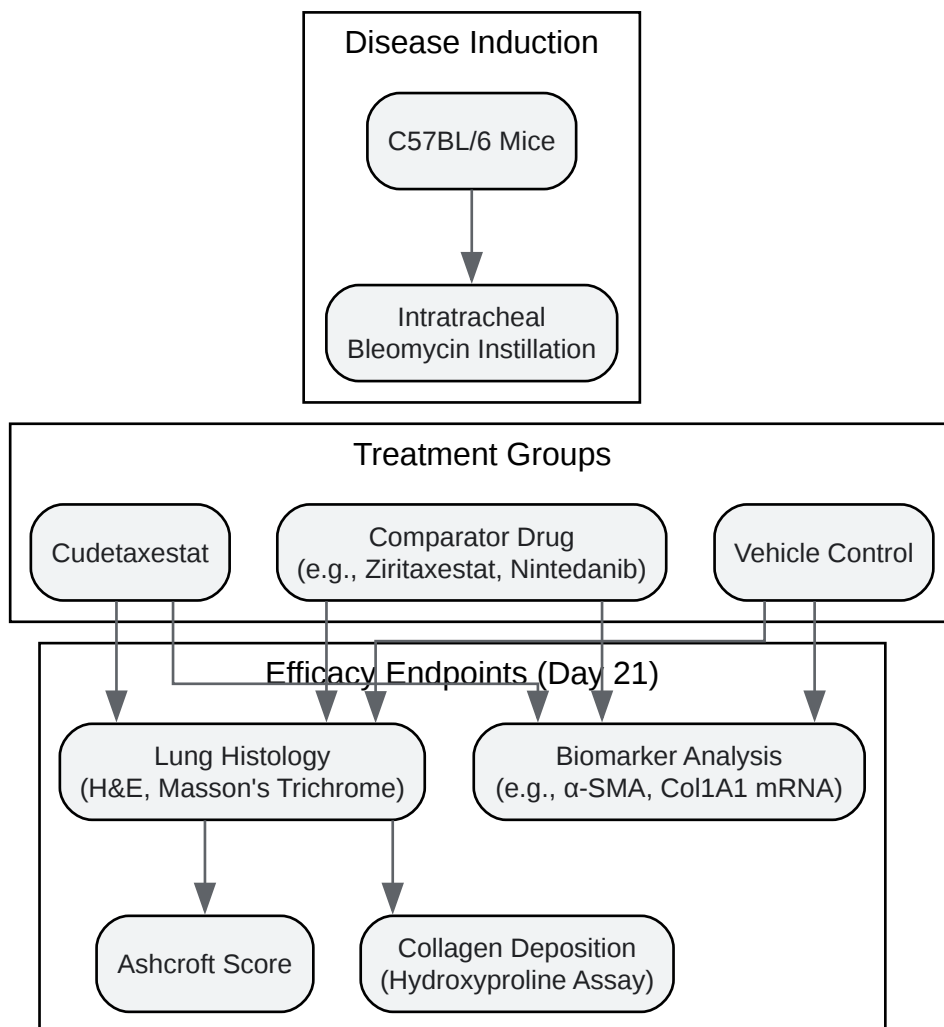 Disease Induction
C57BL/6 Mice
Intratracheal
Bleomycin Instillation
Treatment Groups
Cudetaxestat
Comparator Drug
(e.g., Ziritaxestat, Nintedanib)
Vehicle Control
Efficacy Endpoints (Day 21)
Lung Histology
(H&E, Masson's Trichrome)
Biomarker Analysis
(e.g., α-SMA, Col1A1 mRNA)
Ashcroft Score
Collagen Deposition
(Hydroxyproline Assay)